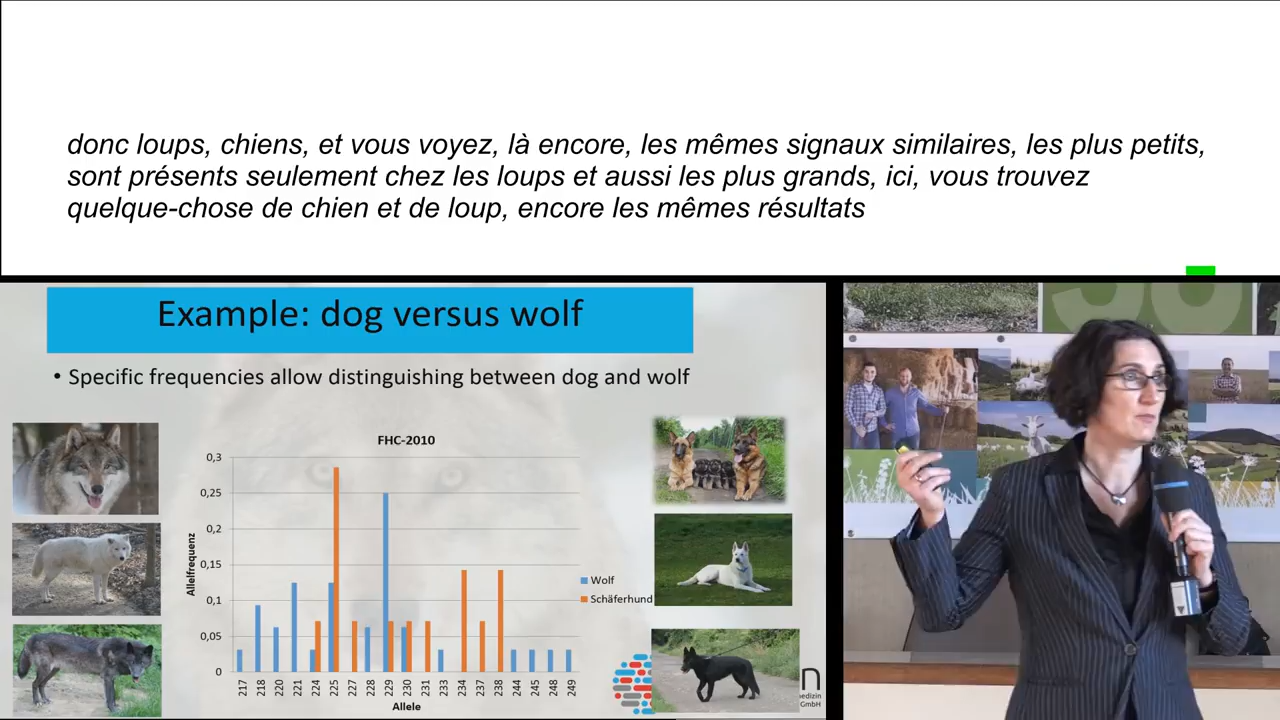 donc loups, chiens, et vous voyez, là encore, les mêmes signaux similaires, les plus petits,
sont présents seulement chez les loups et aussi les plus grands, ici, vous trouvez
quelque-chose de chien et de loup, encore les mêmes résultats
Example: dog versus wolf
• Specific frequencies allow distinguishing between dog and wolf
FHC-2010
Allelfrequenz
0,3
0,25
0,2
0,15
0,1
0,05
0
217 218 220 221 224 225 227 228 229 230 231 233 234 237 238 244 245 248 249
Allele
Wolf
Schäferhund
n
edizin
GmbH